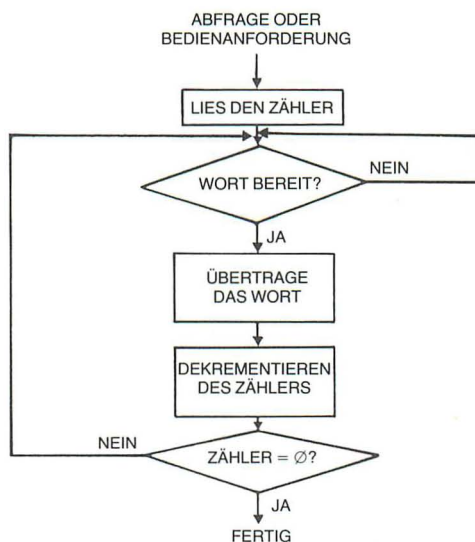 ABFRAGE ODER
BEDIENANFORDERUNG
LIES DEN ZÄHLER
WORT BEREIT?
NEIN
JA
ÜBERTRAGE
DAS WORT
DEKREMENTIEREN
DES ZÄHLERS
NEIN
ZÄHLER = Ø?
JA
FERTIG